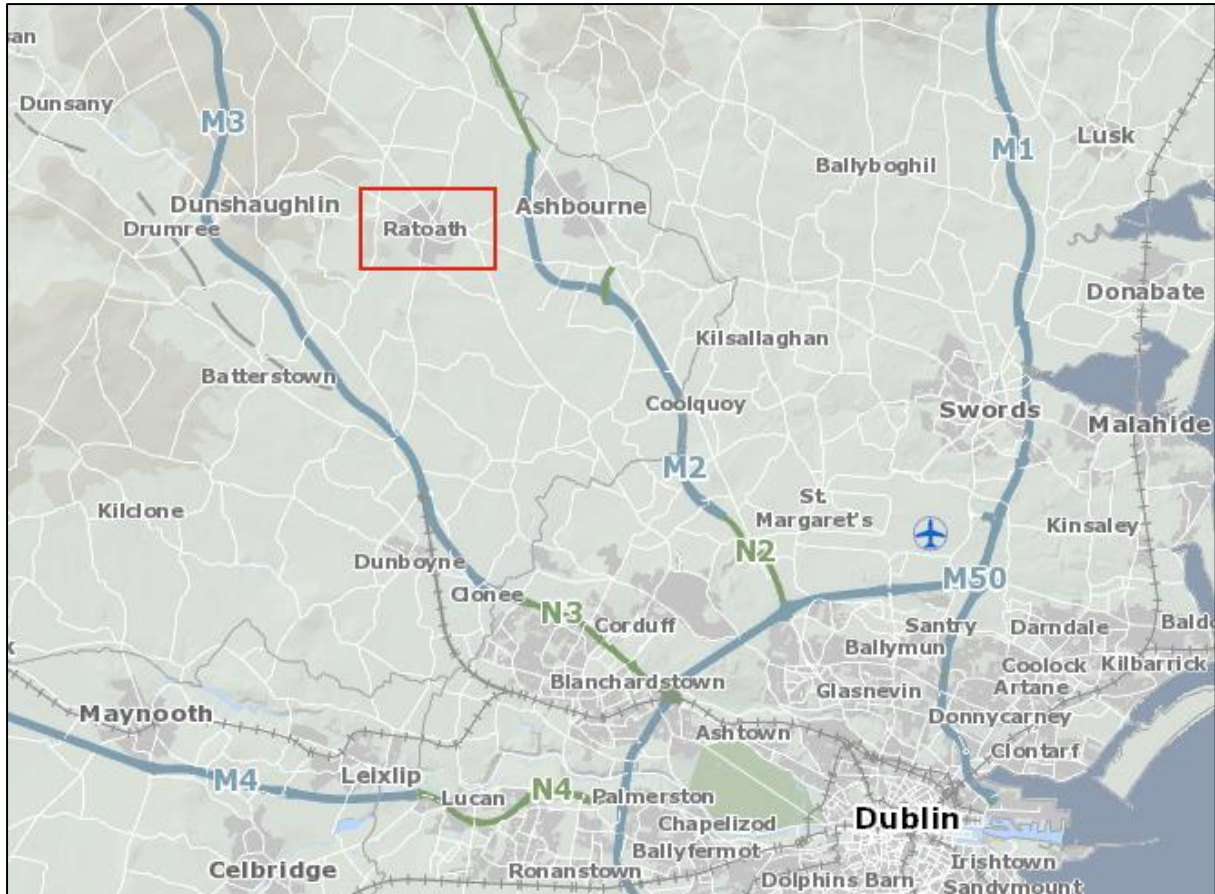 san
Dunsany
M3
M1
Lusk
Ballyboghil
Dunshaughlin
Ashbourne
Drumree
Ratoath
Donabate
Kilsallaghan
Batterstown
Coolquoy
Swords
Malahide
M2
Kilclone
St.
Margaret's
Kinsaley
N2
Dunboyne
M50
Clonee
N3
Corduff
Santry
Darndale
Baldo
Ballymun
Blanchardstown
Coolock
Kilbarrick
Glasnevin
Artane
Maynooth
Ashtown
Donnycarney
Clontarf
M4
Leixlip
Lucan
N4
Palmerston
Chapelizod
Dublin
Ballyfermot
Celbridge
Ronanstown
Dolphins Barn
Irishtown
Sandymount